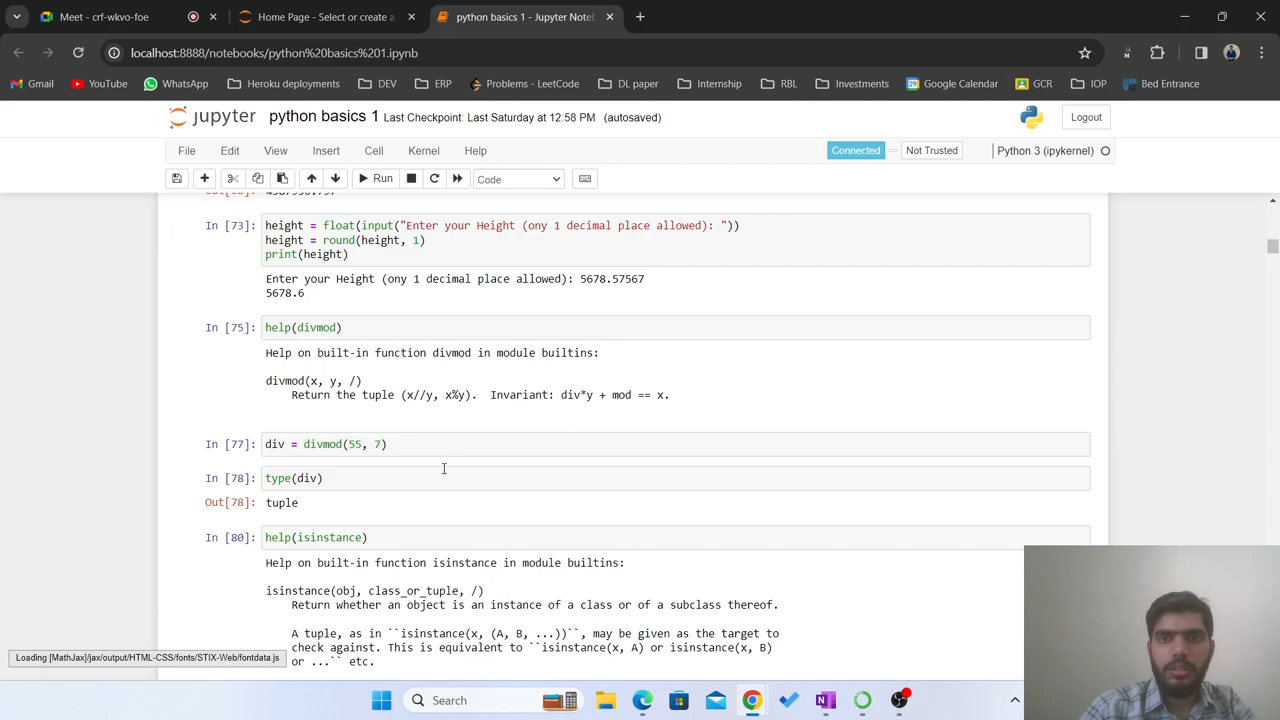 Meet - crf-wkvo-foe
Home Page - Select or create a
python basics 1 - Jupyter Note
localhost:8888/notebooks/python%20basics%201.ipynb
Gmail YouTube WhatsApp Heroku deployments DEV ERP Problems - LeetCode DL paper Internship RBL Investments Google Calendar GCR IOP Bed Entrance
jupyter python basics 1 Last Checkpoint: Last Saturday at 12:58 PM (autosaved)
Logout
File Edit View Insert Cell Kernel Help
Connected Not Trusted Python 3 (ipykernel)
Run Code
In [73]: height = float(input("Enter your Height (ony 1 decimal place allowed): "))
height = round(height, 1)
print(height)
Enter your Height (ony 1 decimal place allowed): 5678.57567
5678.6
In [75]: help(divmod)
Help on built-in function divmod in module builtins:
divmod(x, y, /)
Return the tuple (x//y, x%y). Invariant: div*y + mod == x.
In [77]: div = divmod(55, 7)
In [78]: type(div)
Out[78]: tuple
In [80]: help(isinstance)
Help on built-in function isinstance in module builtins:
isinstance(obj, class_or_tuple, /)
Return whether an object is an instance of a class or of a subclass thereof.
A tuple, as in ``isinstance(x, (A, B, ...))``, may be given as the target to
check against. This is equivalent to ``isinstance(x, A) or isinstance(x, B)
or ...`` etc.
Loading [MathJax]/jax/output/HTML-CSS/fonts/STIX-Web/fontdata.js
Search